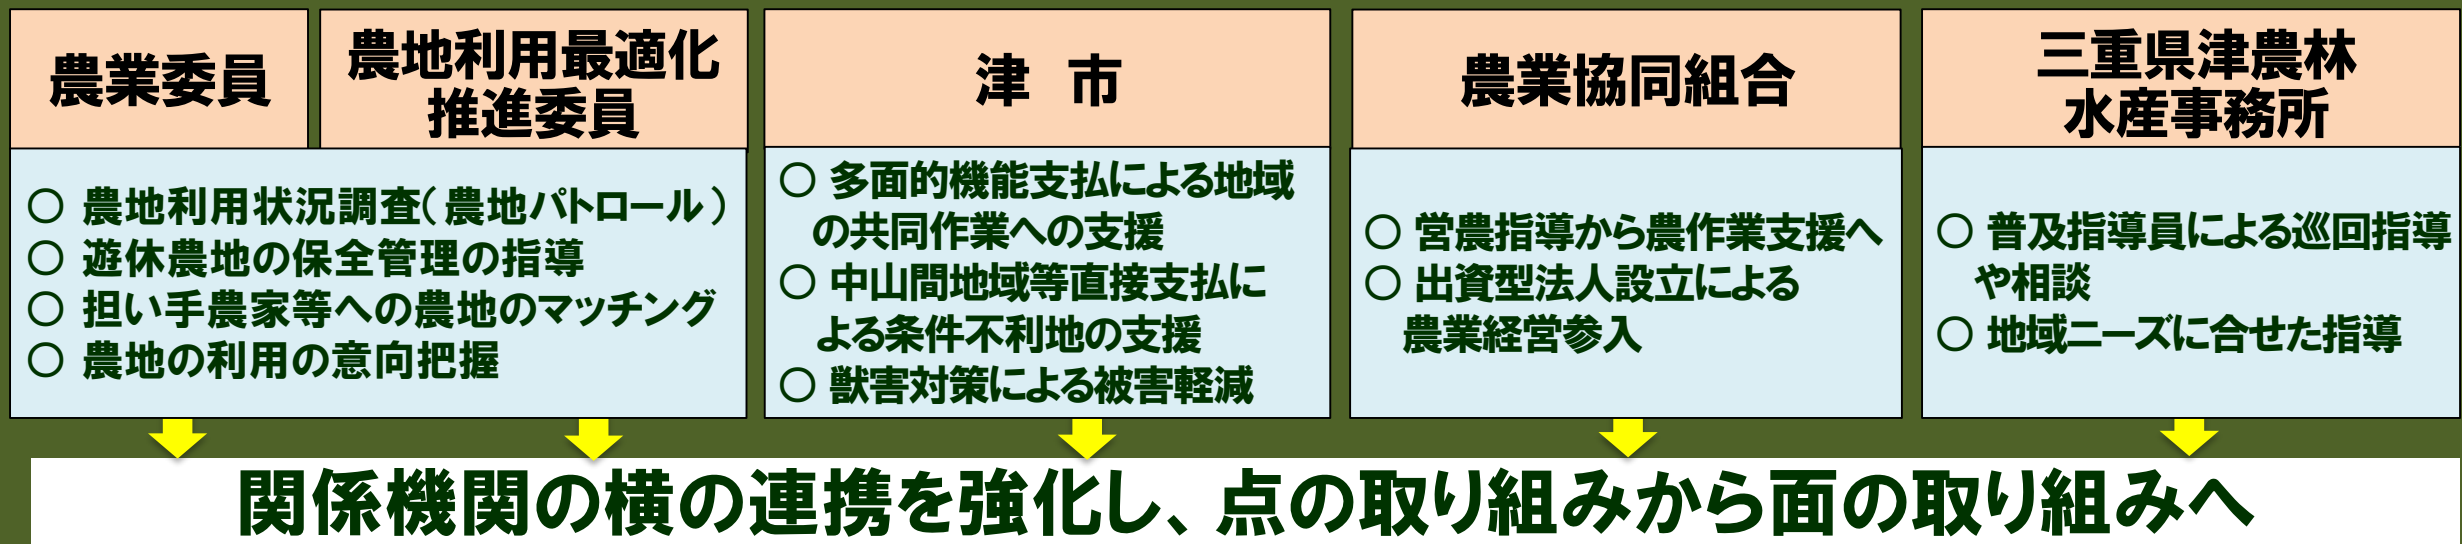 農業委員
農地利用最適化
推進委員
○ 農地利用状況調査（農地パトロール）
○ 遊休農地の保全管理の指導
○ 担い手農家等への農地のマッチング
○ 農地の利用の意向把握
津 市
○ 多面的機能支払による地域
の共同作業への支援
○ 中山間地域等直接支払に
よる条件不利地の支援
○ 獣害対策による被害軽減
農業協同組合
○ 営農指導から農作業支援へ
○ 出資型法人設立による
農業経営参入
三重県津農林
水産事務所
○ 普及指導員による巡回指導
や相談
○ 地域ニーズに合せた指導
関係機関の横の連携を強化し、点の取り組みから面の取り組みへ